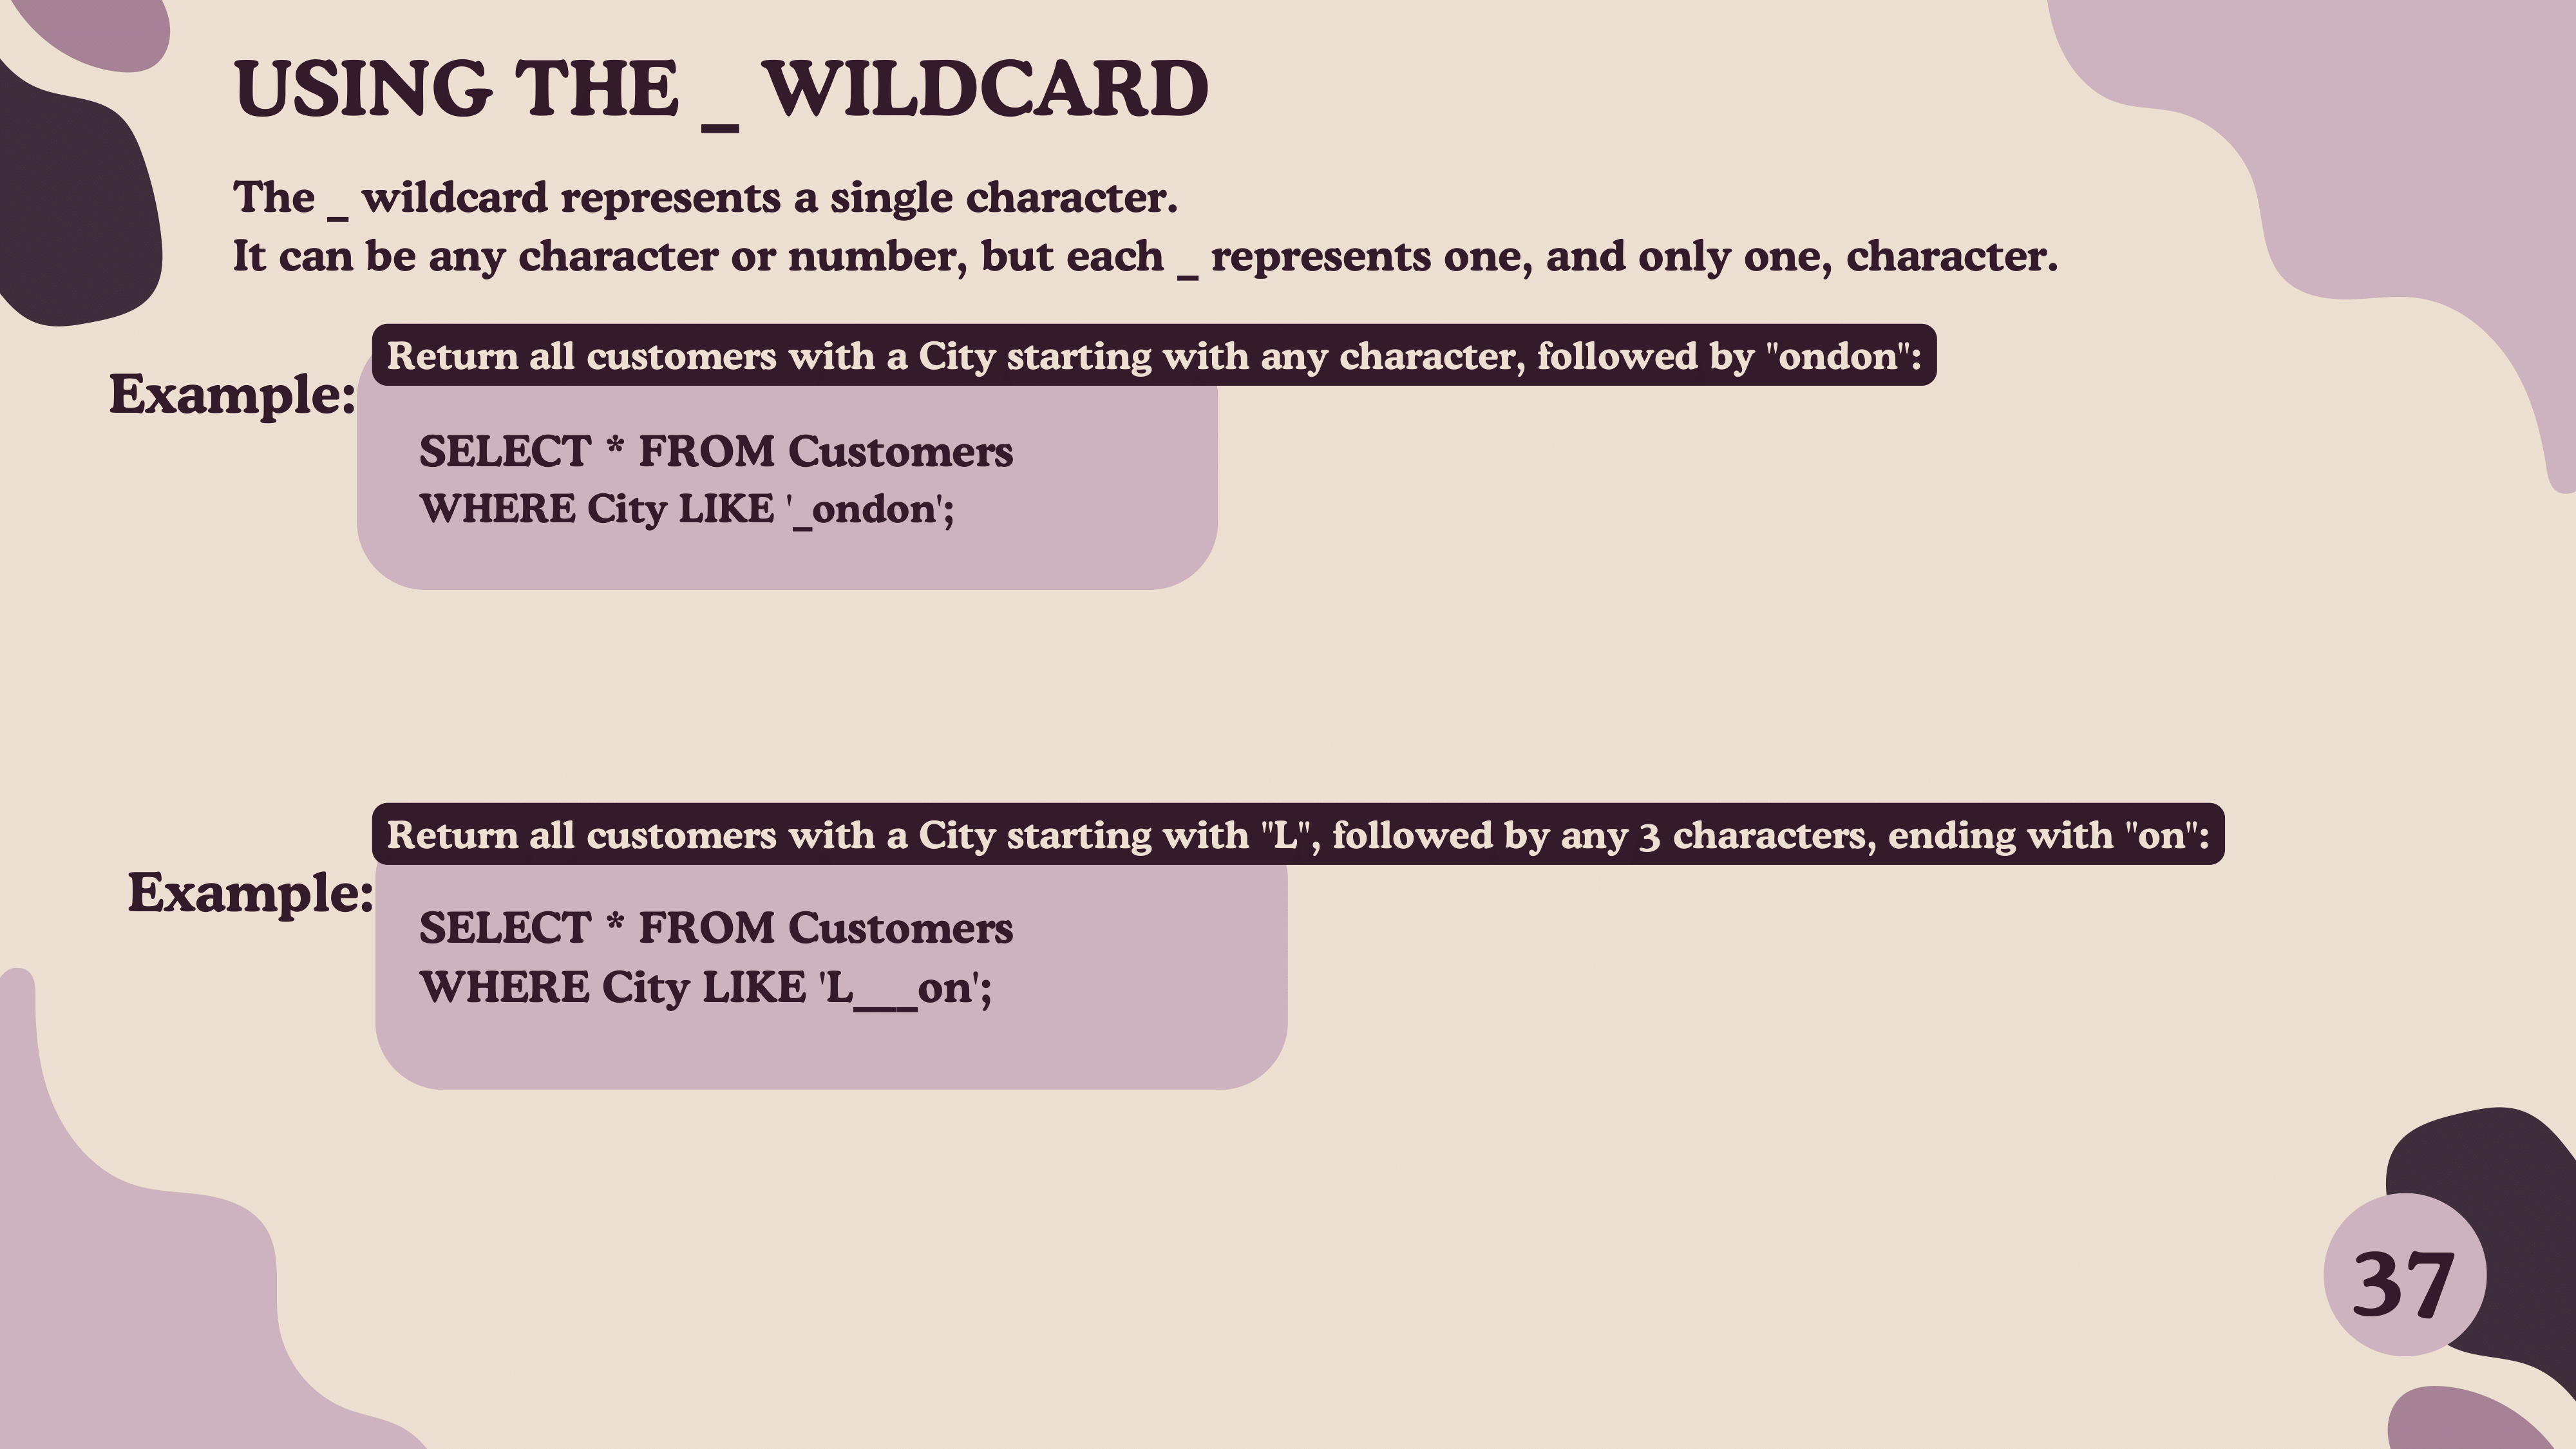 USING THE _ WILDCARD
The _ wildcard represents a single character.
It can be any character or number, but each _ represents one, and only one, character.
Return all customers with a City starting with any character, followed by "ondon":
Example:
SELECT * FROM Customers
WHERE City LIKE '_ondon';
Return all customers with a City starting with "L", followed by any 3 characters, ending with "on":
Example:
SELECT * FROM Customers
WHERE City LIKE 'L___on';
37